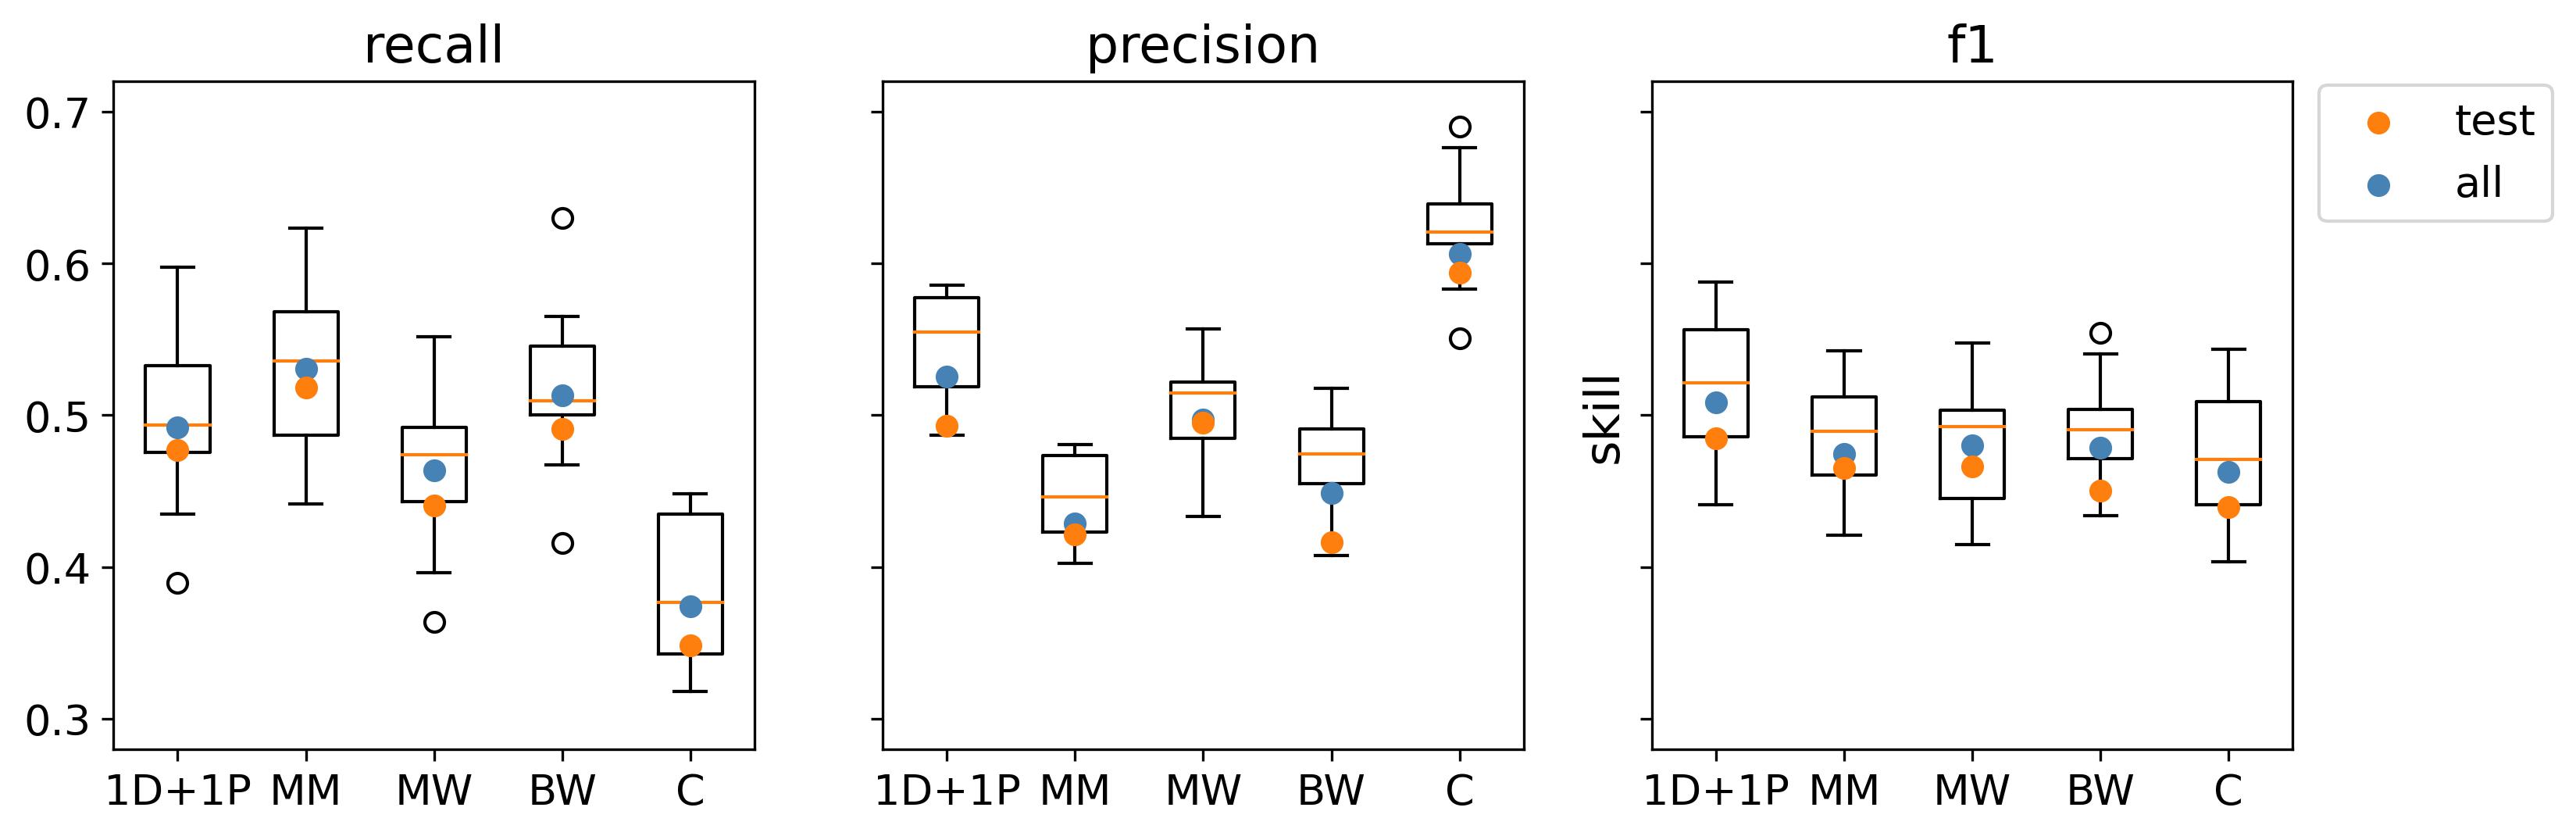 recall
precision
f1
0.7
0.6
0.5
0.4
0.3
skill
test
all
1D+1P MM MW BW C
1D+1P MM MW BW C
1D+1P MM MW BW C